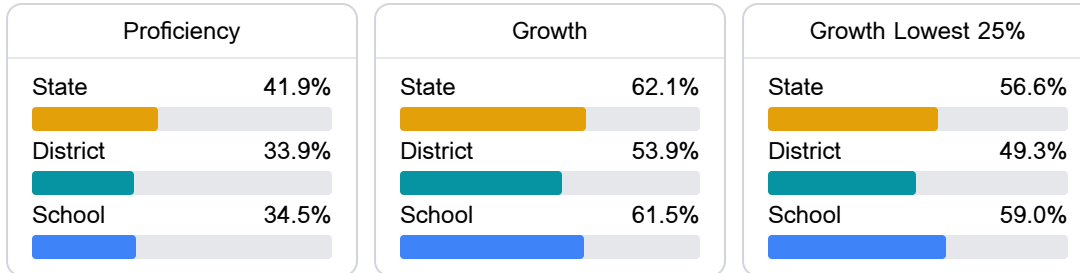 Proficiency
State 41.9%
District 33.9%
School 34.5%
Growth
State 62.1%
District 53.9%
School 61.5%
Growth Lowest 25%
State 56.6%
District 49.3%
School 59.0%